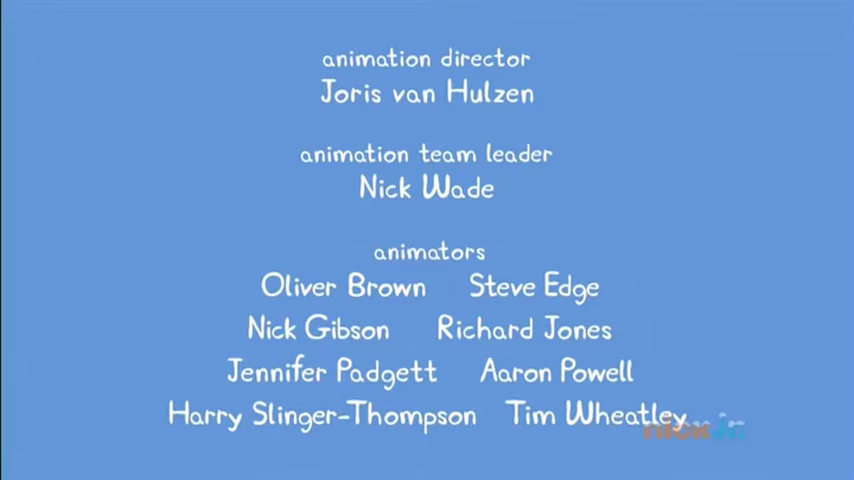 animation director
Joris van Hulzen
animation team leader
Nick Wade
animators
Oliver Brown Steve Edge
Nick Gibson Richard Jones
Jennifer Padgett Aaron Powell
Harry Slinger-Thompson Tim Wheatley
nick jr.